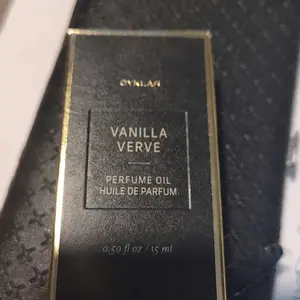 VANILLA
VERVE
PERFUME OIL
HUILE DE PARFUM
0.50 fl oz / 15 ml